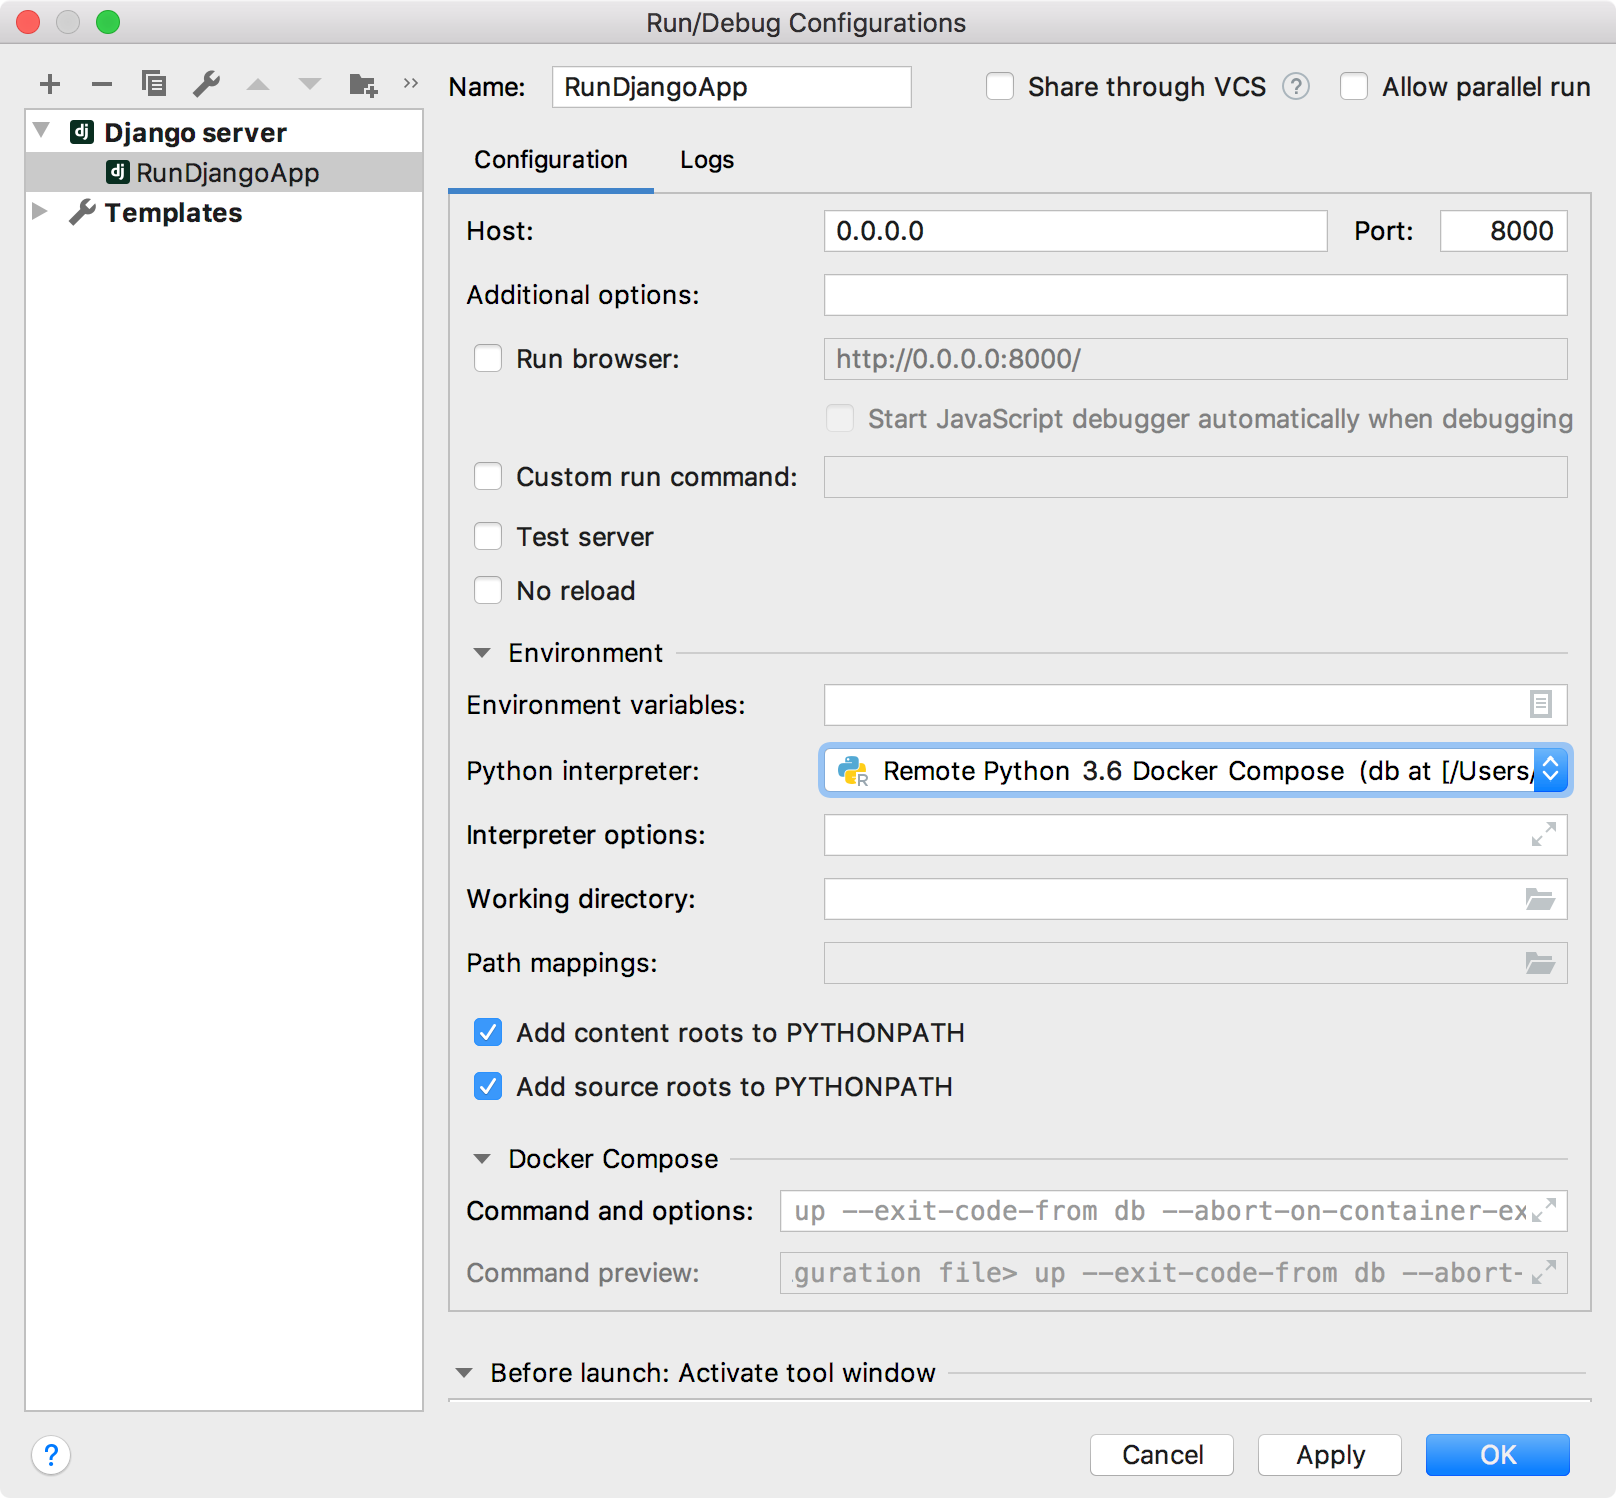 Run/Debug Configurations
Name: RunDjangoApp Share through VCS ? Allow parallel run
dj Django server
dj RunDjangoApp
Templates
Configuration Logs
Host: 0.0.0.0 Port: 8000
Additional options:
Run browser: http://0.0.0.0:8000/
Start JavaScript debugger automatically when debugging
Custom run command:
Test server
No reload
Environment
Environment variables:
Python interpreter: R Remote Python 3.6 Docker Compose (db at [/Users/
Interpreter options:
Working directory:
Path mappings:
Add content roots to PYTHONPATH
Add source roots to PYTHONPATH
Docker Compose
Command and options: up --exit-code-from db --abort-on-container-ex
Command preview: guration file> up --exit-code-from db --abort-
Before launch: Activate tool window
? Cancel Apply OK